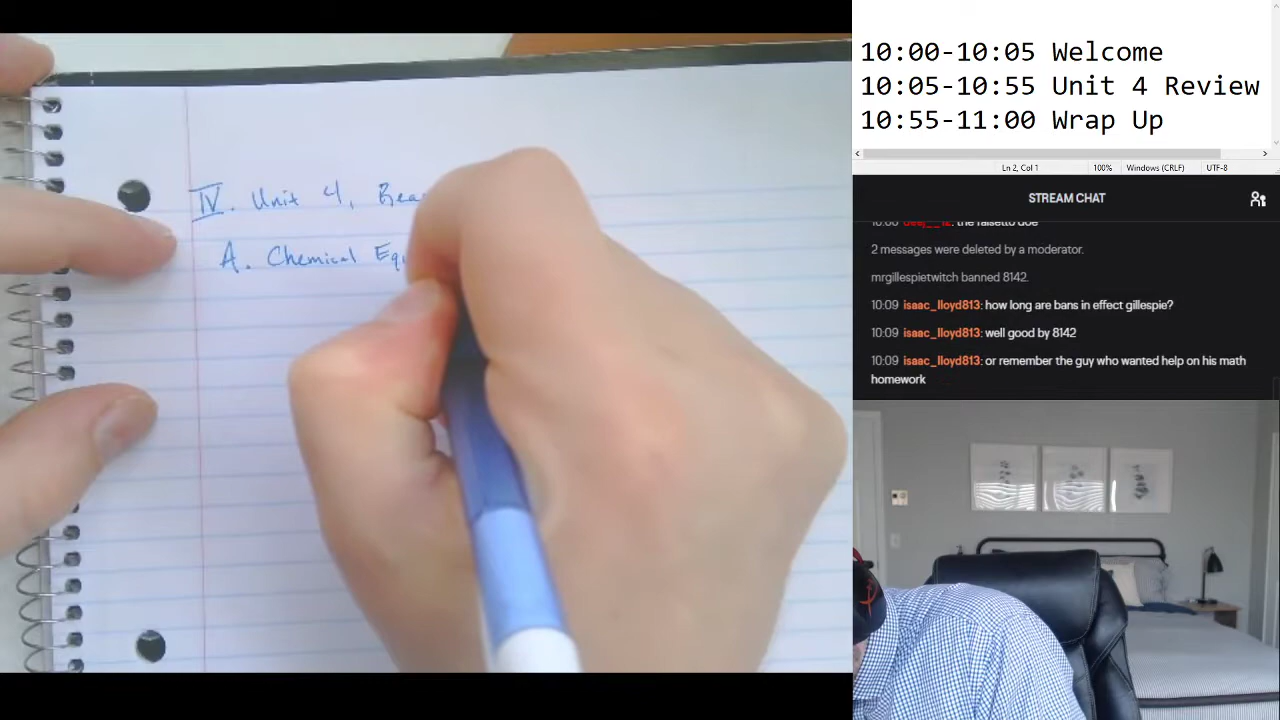 IV. Unit 4,
A. Chemical
10:00-10:05 Welcome
10:05-10:55 Unit 4 Review
10:55-11:00 Wrap Up
Ln 2, Col 1 100% Windows (CRLF) UTF-8
STREAM CHAT
2 messages were deleted by a moderator.
mrgillespietwitch banned 8142.
10:09 isaac_lloyd813: how long are bans in effect gillespie?
10:09 isaac_lloyd813: well good by 8142
10:09 isaac_lloyd813: or remember the guy who wanted help on his math
homework